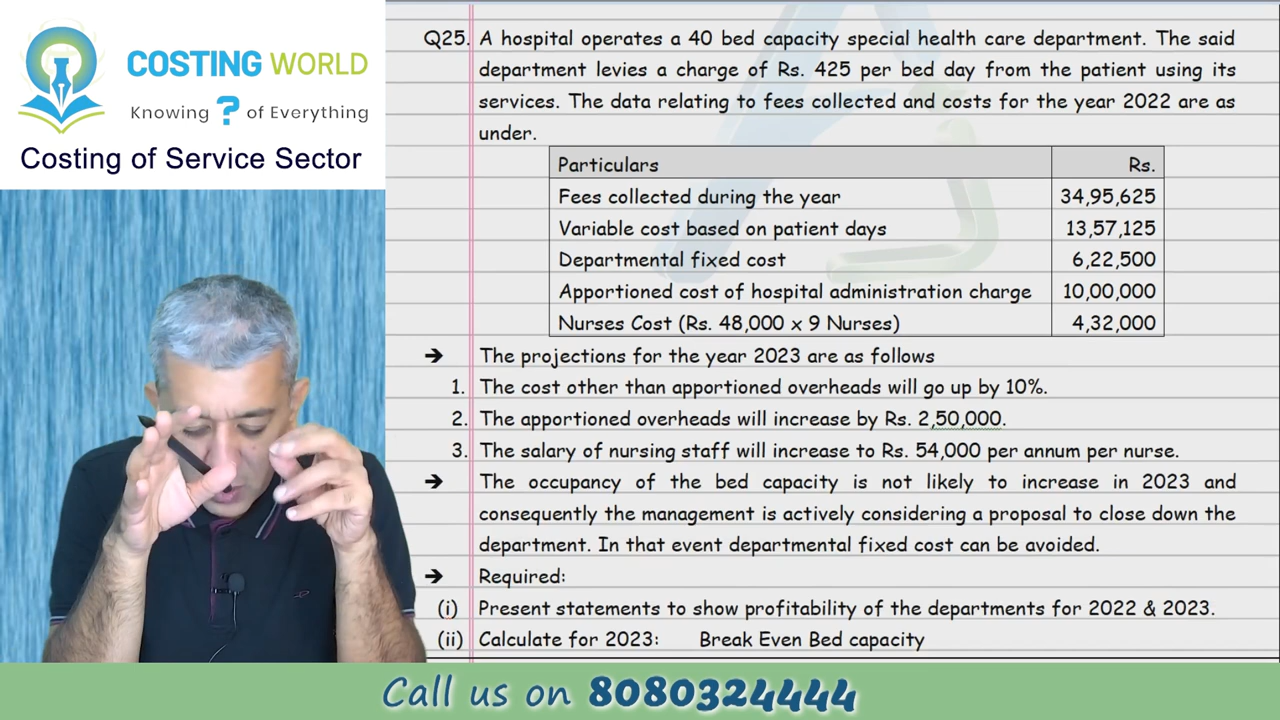 COSTING WORLD
Knowing ? of Everything
Costing of Service Sector
Q25. A hospital operates a 40 bed capacity special health care department. The said
department levies a charge of Rs. 425 per bed day from the patient using its
services. The data relating to fees collected and costs for the year 2022 are as
under.
Particulars Rs.
Fees collected during the year 34,95,625
Variable cost based on patient days 13,57,125
Departmental fixed cost 6,22,500
Apportioned cost of hospital administration charge 10,00,000
Nurses Cost (Rs. 48,000 x 9 Nurses) 4,32,000
➔ The projections for the year 2023 are as follows
1. The cost other than apportioned overheads will go up by 10%.
2. The apportioned overheads will increase by Rs. 2,50,000.
3. The salary of nursing staff will increase to Rs. 54,000 per annum per nurse.
➔ The occupancy of the bed capacity is not likely to increase in 2023 and
consequently the management is actively considering a proposal to close down the
department. In that event departmental fixed cost can be avoided.
➔ Required:
(i) Present statements to show profitability of the departments for 2022 & 2023.
(ii) Calculate for 2023: Break Even Bed capacity
Call us on 8080324444